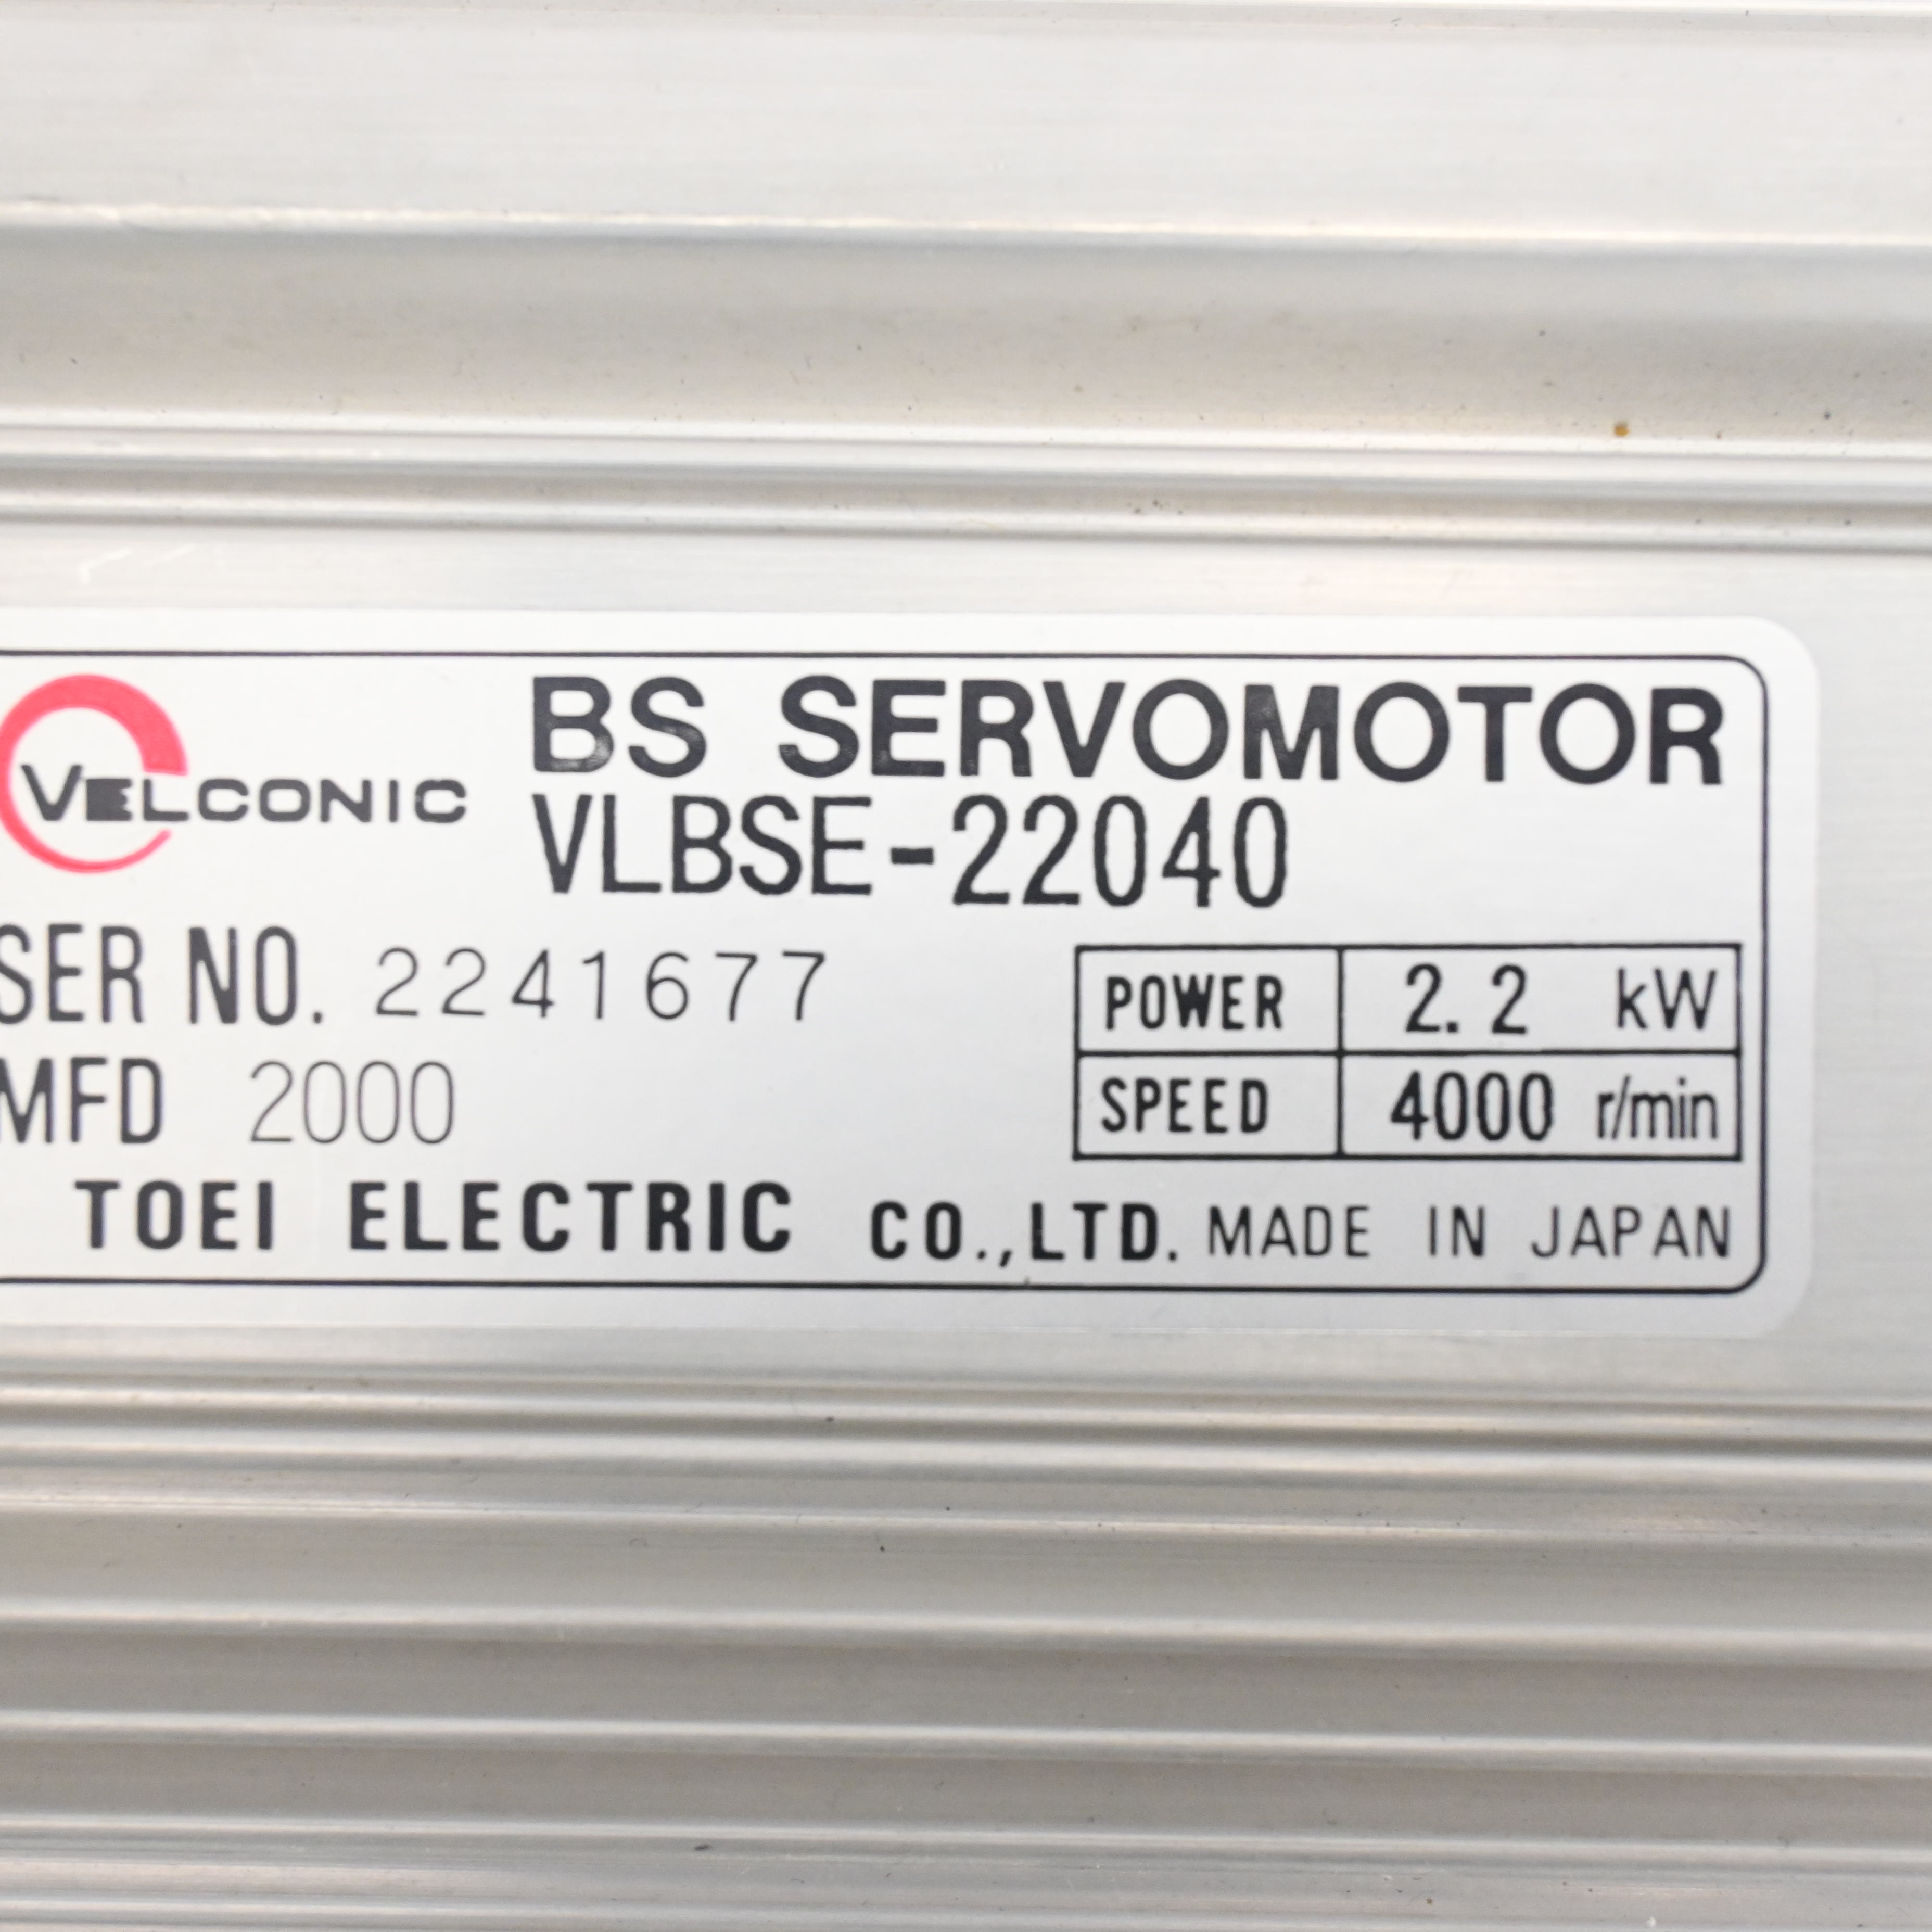 VELCONIC BS SERVOMOTOR
VLBSE-22040
SER NO. 2241677
POWER 2.2 kW
MFD 2000
SPEED 4000 r/min
TOEI ELECTRIC CO.,LTD. MADE IN JAPAN